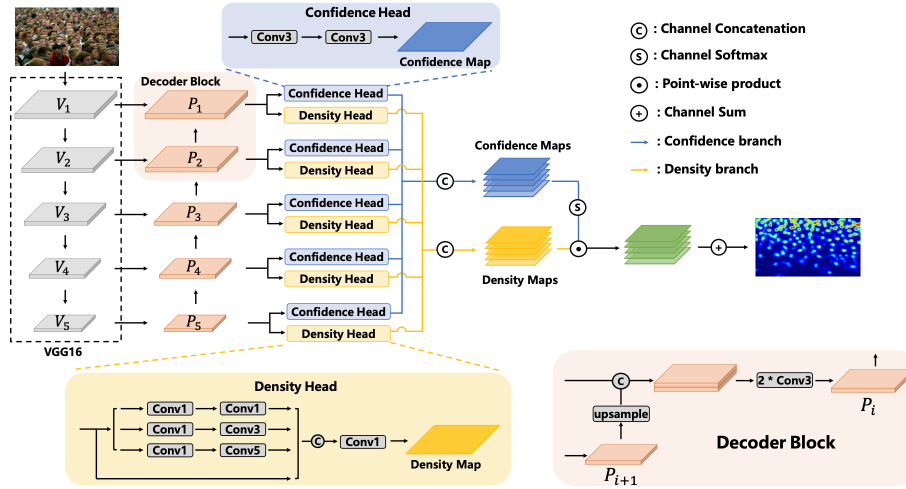 Confidence Head
Conv3
Conv3
Confidence Map
C : Channel Concatenation
S : Channel Softmax
: Point-wise product
+ : Channel Sum
: Confidence branch
: Density branch
Decoder Block
V1
P1
Confidence Head
Density Head
V2
P2
Confidence Head
Density Head
V3
P3
Confidence Head
Density Head
V4
P4
Confidence Head
Density Head
V5
P5
Confidence Head
Density Head
VGG16
Confidence Maps
C
S
C
+
Density Maps
Density Head
Conv1
Conv1
Conv1
Conv3
Conv1
Conv5
C
Conv1
Density Map
C
2 * Conv3
Pi
upsample
Pi+1
Decoder Block